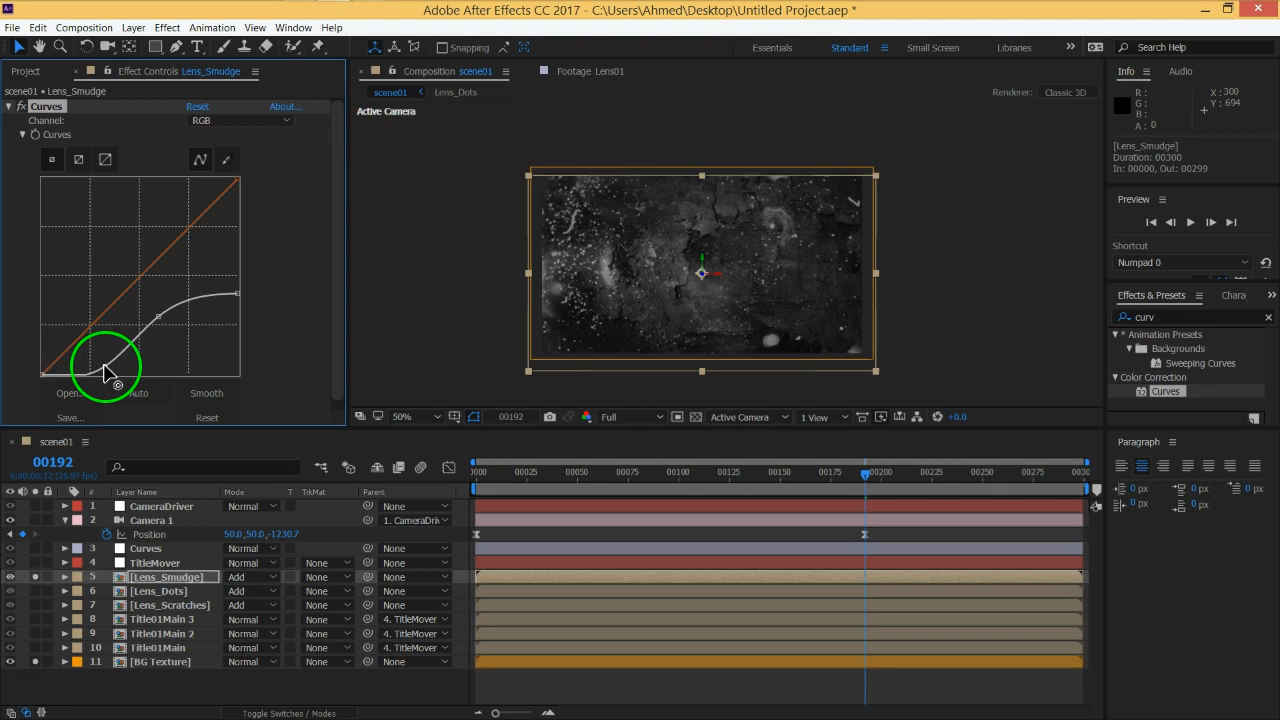 Adobe After Effects CC 2017 - C:\Users\Ahmed\Desktop\Untitled Project.aep *
File Edit Composition Layer Effect Animation View Window Help
Snapping
Essentials Standard Small Screen Libraries Search Help
Project Effect Controls Lens_Smudge
scene01 • Lens_Smudge
fx Curves Reset About...
Channel: RGB
Curves
Open... Auto Smooth
Save... Reset
Composition scene01 Footage Lens01
scene01 Lens_Dots Renderer: Classic 3D
Active Camera
50% 00192 Full Active Camera 1 View +0.0
Info Audio
R: X: 300
G: Y: 694
B:
A: 0
[Lens_Smudge]
Duration: 00300
In: 00000, Out: 00299
Preview
Shortcut
Numpad 0
Effects & Presets Chara
curv
* Animation Presets
Backgrounds
Sweeping Curves
Color Correction
32 Curves
Paragraph
0 px 0 px 0 px
0 px 0 px
scene01
00192
0;00;06;12 (29.97 fps)
# Layer Name Mode T TrkMat Parent
0000 00025 00050 00075 00100 00125 00150 00175 00200 00225 00250 00275 0030
1 CameraDriver Normal None
2 Camera 1 1. CameraDriv
Position 50.0,50.0,-1230.7
3 Curves Normal None
4 TitleMover Normal None None
5 [Lens_Smudge] Add None None
6 [Lens_Dots] Add None None
7 [Lens_Scratches] Add None None
8 Title01Main 3 Normal None 4. TitleMover
9 Title01Main 2 Normal None 4. TitleMover
10 Title01Main Normal None 4. TitleMover
11 [BG Texture] Normal None None
Toggle Switches / Modes